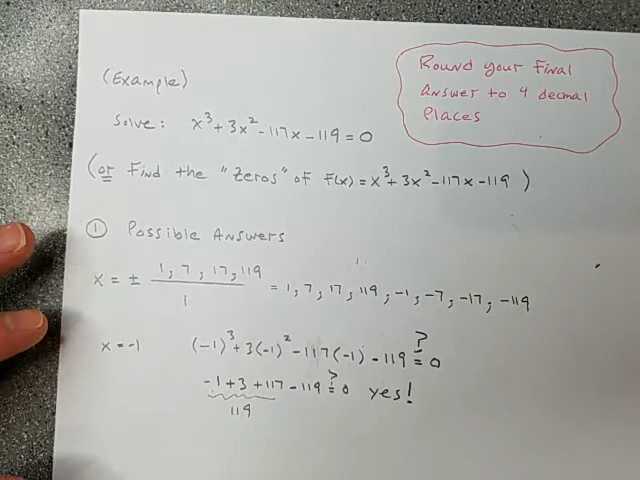 (Example)
Round your Final
Answer to 4 decmal
Places
Solve: x³+3x²-117x-119=0
(or Find the "Zeros" of F(x)=x³+3x²-117x-119)
① Possible Answers
x = ± 1, 7, 17, 119 / 1 = 1, 7, 17, 119, -1, -7, -17, -119
x = -1 (-1)³+3(-1)²-117(-1)-119 ≟ 0
-1+3+117-119 ≟ 0 yes!
119